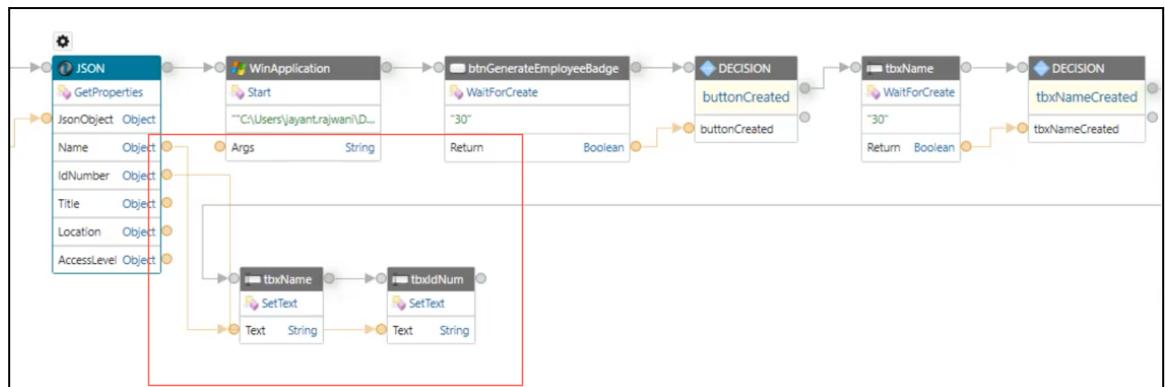 JSON
GetProperties
JsonObject Object
Name Object
IdNumber Object
Title Object
Location Object
AccessLevel Object
WinApplication
Start
""C:\Users\jayant.rajwani\D...
Args String
btnGenerateEmployeeBadge
WaitForCreate
"30"
Return Boolean
DECISION
buttonCreated
buttonCreated
tbxName
WaitForCreate
"30"
Return Boolean
DECISION
tbxNameCreated
tbxNameCreated
tbxName
SetText
Text String
tbxIdNum
SetText
Text String